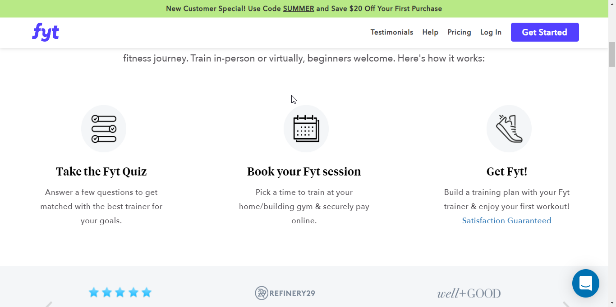 New Customer Special! Use Code SUMMER and Save $20 Off Your First Purchase
fyt
Testimonials Help Pricing Log In Get Started
fitness journey. Train in-person or virtually, beginners welcome. Here's how it works:
Take the Fyt Quiz
Answer a few questions to get
matched with the best trainer for
your goals.
Book your Fyt session
Pick a time to train at your
home/building gym & securely pay
online.
Get Fyt!
Build a training plan with your Fyt
trainer & enjoy your first workout!
Satisfaction Guaranteed
REFINERY29
well+GOOD